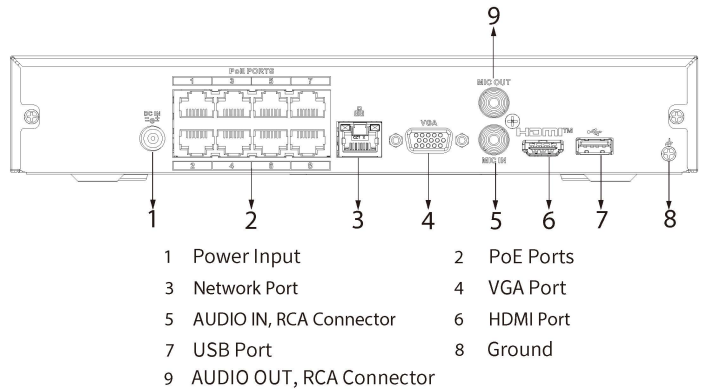 9
PoE PORTS
1 3 5 7
MIC OUT
DC IN
VGA
HDMI™
MIC IN
2 4 6 8
1 2 3 4 5 6 7 8
1 Power Input
2 PoE Ports
3 Network Port
4 VGA Port
5 AUDIO IN, RCA Connector
6 HDMI Port
7 USB Port
8 Ground
9 AUDIO OUT, RCA Connector